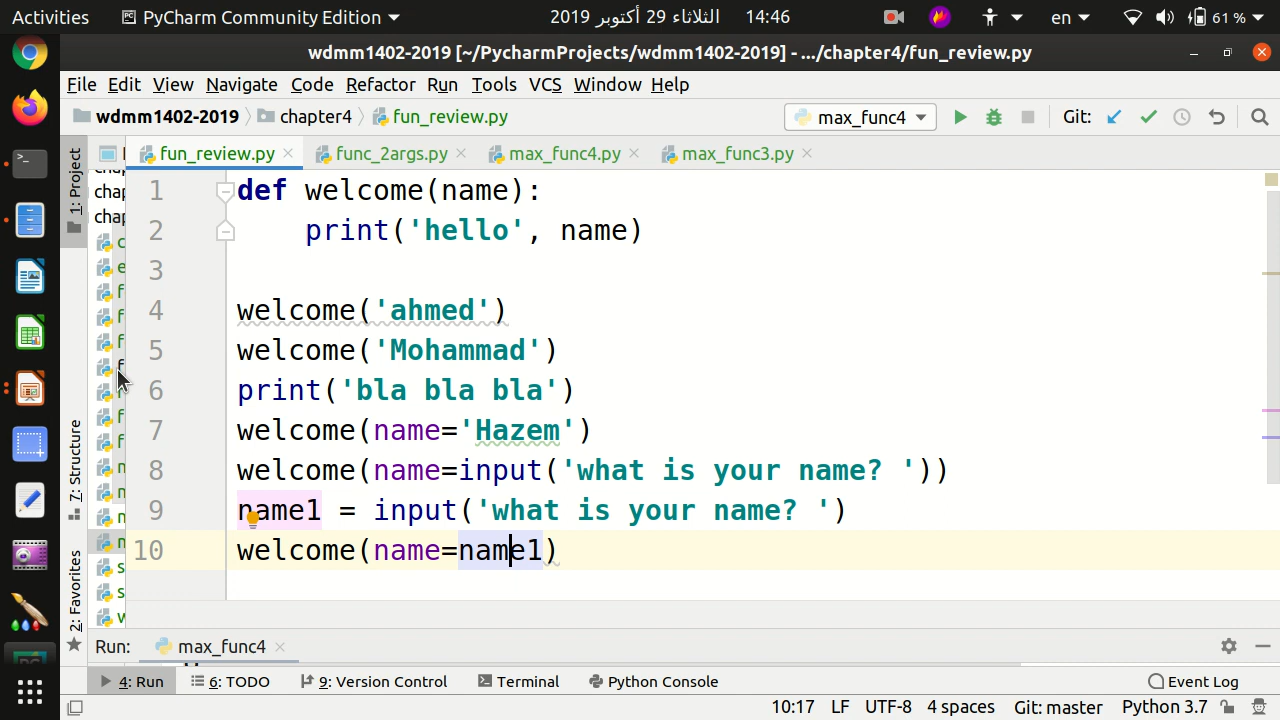 Activities PyCharm Community Edition الثلاثاء 29 أكتوبر 2019 14:46 en 61 %
wdmm1402-2019 [~/PycharmProjects/wdmm1402-2019] - .../chapter4/fun_review.py
File Edit View Navigate Code Refactor Run Tools VCS Window Help
wdmm1402-2019 chapter4 fun_review.py max_func4 Git:
1: Project
fun_review.py func_2args.py max_func4.py max_func3.py
1 def welcome(name):
2 print('hello', name)
3
4 welcome('ahmed')
5 welcome('Mohammad')
6 print('bla bla bla')
7 welcome(name='Hazem')
8 welcome(name=input('what is your name? '))
9 name1 = input('what is your name? ')
10 welcome(name=name1)
7: Structure
2: Favorites
Run: max_func4
4: Run 6: TODO 9: Version Control Terminal Python Console Event Log
10:17 LF UTF-8 4 spaces Git: master Python 3.7